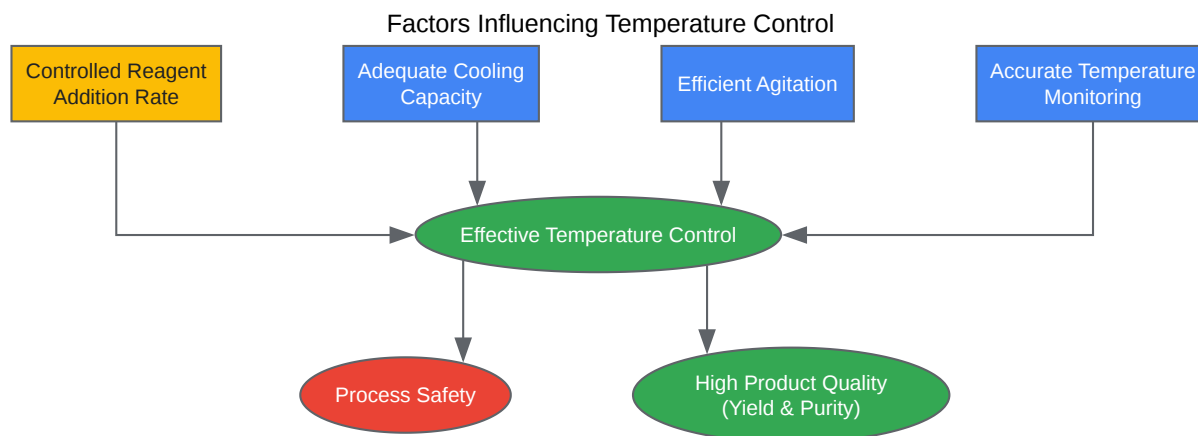 Factors Influencing Temperature Control
Controlled Reagent
Addition Rate
Adequate Cooling
Capacity
Efficient Agitation
Accurate Temperature
Monitoring
Effective Temperature Control
Process Safety
High Product Quality
(Yield & Purity)